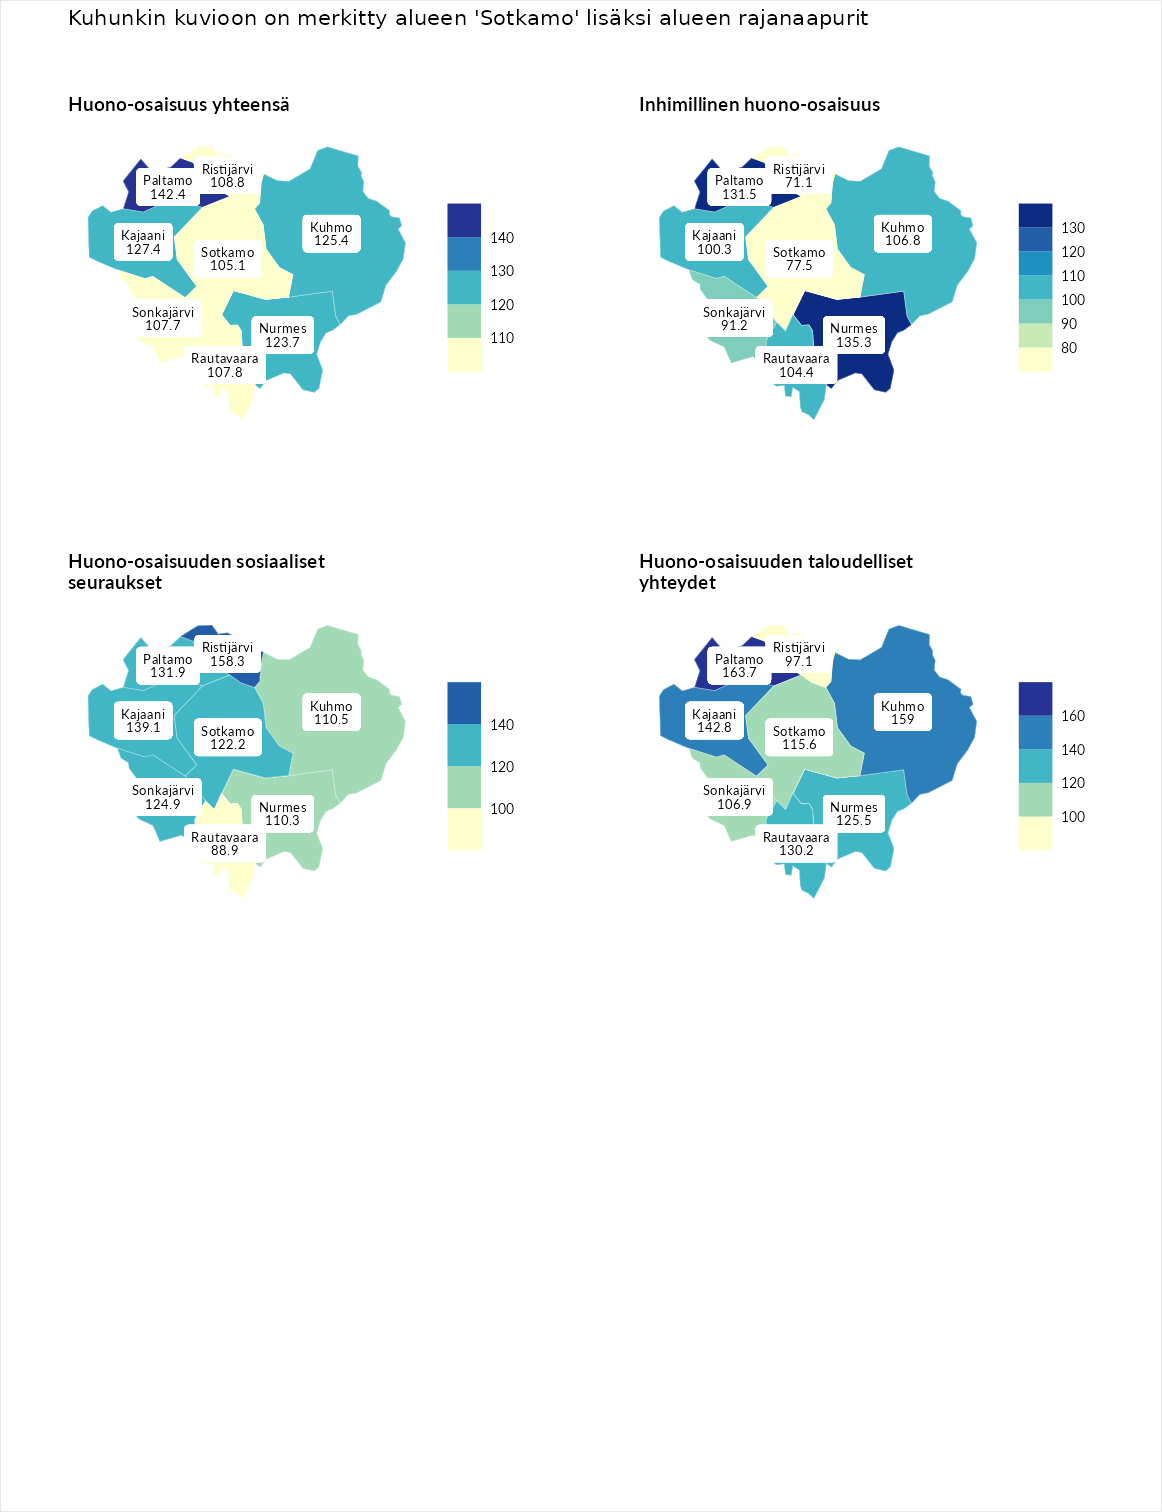 Kuhunkin kuvioon on merkitty alueen 'Sotkamo' lisäksi alueen rajanaapurit
Huono-osaisuus yhteensä
Ristijärvi
108.8
Paltamo
142.4
Kuhmo
125.4
Kajaani
127.4
Sotkamo
105.1
Sonkajärvi
107.7
Nurmes
123.7
Rautavaara
107.8
140
130
120
110
Inhimillinen huono-osaisuus
Ristijärvi
71.1
Paltamo
131.5
Kuhmo
106.8
Kajaani
100.3
Sotkamo
77.5
Sonkajärvi
91.2
Nurmes
135.3
Rautavaara
104.4
130
120
110
100
90
80
Huono-osaisuuden sosiaaliset
seuraukset
Ristijärvi
158.3
Paltamo
131.9
Kuhmo
110.5
Kajaani
139.1
Sotkamo
122.2
Sonkajärvi
124.9
Nurmes
110.3
Rautavaara
88.9
140
120
100
Huono-osaisuuden taloudelliset
yhteydet
Ristijärvi
97.1
Paltamo
163.7
Kuhmo
159
Kajaani
142.8
Sotkamo
115.6
Sonkajärvi
106.9
Nurmes
125.5
Rautavaara
130.2
160
140
120
100